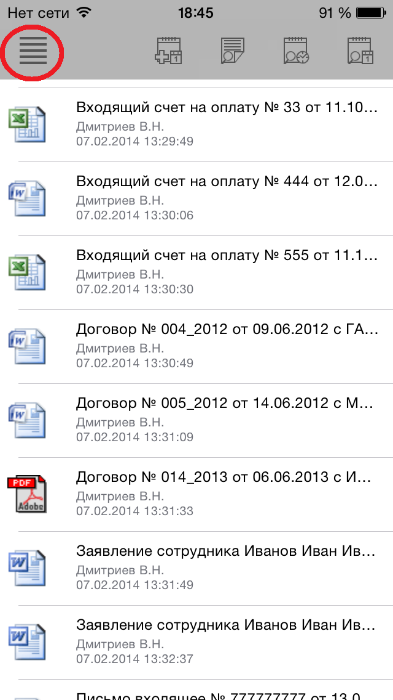 Нет сети 18:45 91 %
Входящий счет на оплату № 33 от 11.10...
Дмитриев В.Н.
07.02.2014 13:29:49
Входящий счет на оплату № 444 от 12.0...
Дмитриев В.Н.
07.02.2014 13:30:06
Входящий счет на оплату № 555 от 11.1...
Дмитриев В.Н.
07.02.2014 13:30:30
Договор № 004_2012 от 09.06.2012 с ГА...
Дмитриев В.Н.
07.02.2014 13:30:49
Договор № 005_2012 от 14.06.2012 с М...
Дмитриев В.Н.
07.02.2014 13:31:09
PDF
Adobe
Договор № 014_2013 от 06.06.2013 с И...
Дмитриев В.Н.
07.02.2014 13:31:33
Заявление сотрудника Иванов Иван Ив...
Дмитриев В.Н.
07.02.2014 13:31:49
Заявление сотрудника Иванов Иван Ив...
Дмитриев В.Н.
07.02.2014 13:32:37
Письмо входящее № 777777777 от 13.0...